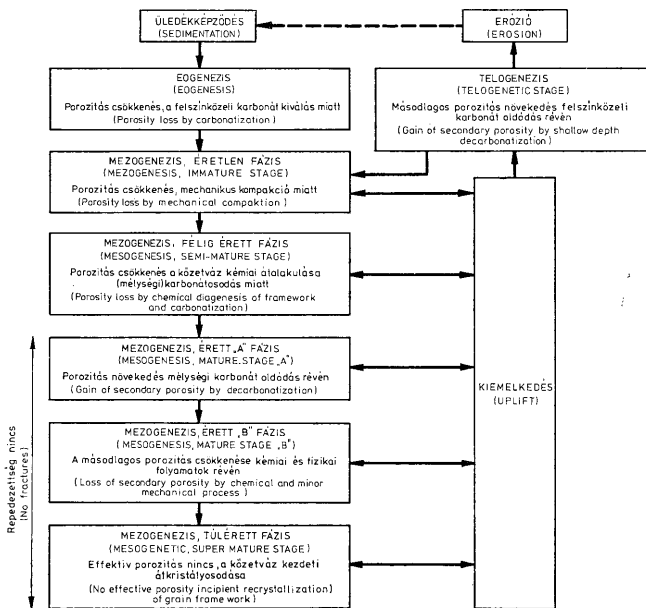 ÜLEDÉKKÉPZŐDÉS
(SEDIMENTATION)
ERÓZIÓ
(EROSION)
EOGENEZIS
(EOGENESIS)
Porozitás csökkenés, a felszínközeli karbonát kiválás miatt
(Porosity loss by carbonatization)
TELOGENEZIS
(TELOGENETIC STAGE)
Másodlagos porozitás növekedés felszínközeli
karbonát oldódás révén
(Gain of secondary porosity by shallow depth
decarbonatization)
MEZOGENEZIS, ÉRETLEN FÁZIS
(MEZOGENESIS, IMMATURE STAGE)
Porozitás csökkenés, mechanikus kompakció miatt
(Porosity loss by mechanical compaktion)
MEZOGENEZIS, FÉLIG ÉRETT FÁZIS
(MESOGENESIS, SEMI-MATURE STAGE)
Porozitás csökkenés a kőzetváz kémiai átalakulása
(mélységi) karbonátosodás miatt
(Porosity loss by chemical diagenesis of framework
and carbonatization)
MEZOGENEZIS, ÉRETT „A" FÁZIS
(MESOGENESIS, MATURE.STAGE „A")
Porozitás növekedés mélységi karbonát oldódás révén
(Gain of secondary porosity by decarbonatization)
MEZOGENEZIS, ÉRETT „B" FÁZIS
(MESOGENESIS, MATURE STAGE „B")
A másodlagos porozitás csökkenése kémiai és fizikai
folyamatok révén
(Loss of secondary porosity by chemical and minor
mechanical process)
MEZOGENEZIS, TÚLÉRETT FÁZIS
(MESOGENETIC, SUPER MATURE STAGE)
Effektiv porozitás nincs, a kőzetváz kezdeti
átkristályosodása
(No effective porosity incipient recrystallization)
of grain frame work)
KIEMELKEDÉS
(UPLIFT)
Repedezettség nincs
(No fractures)